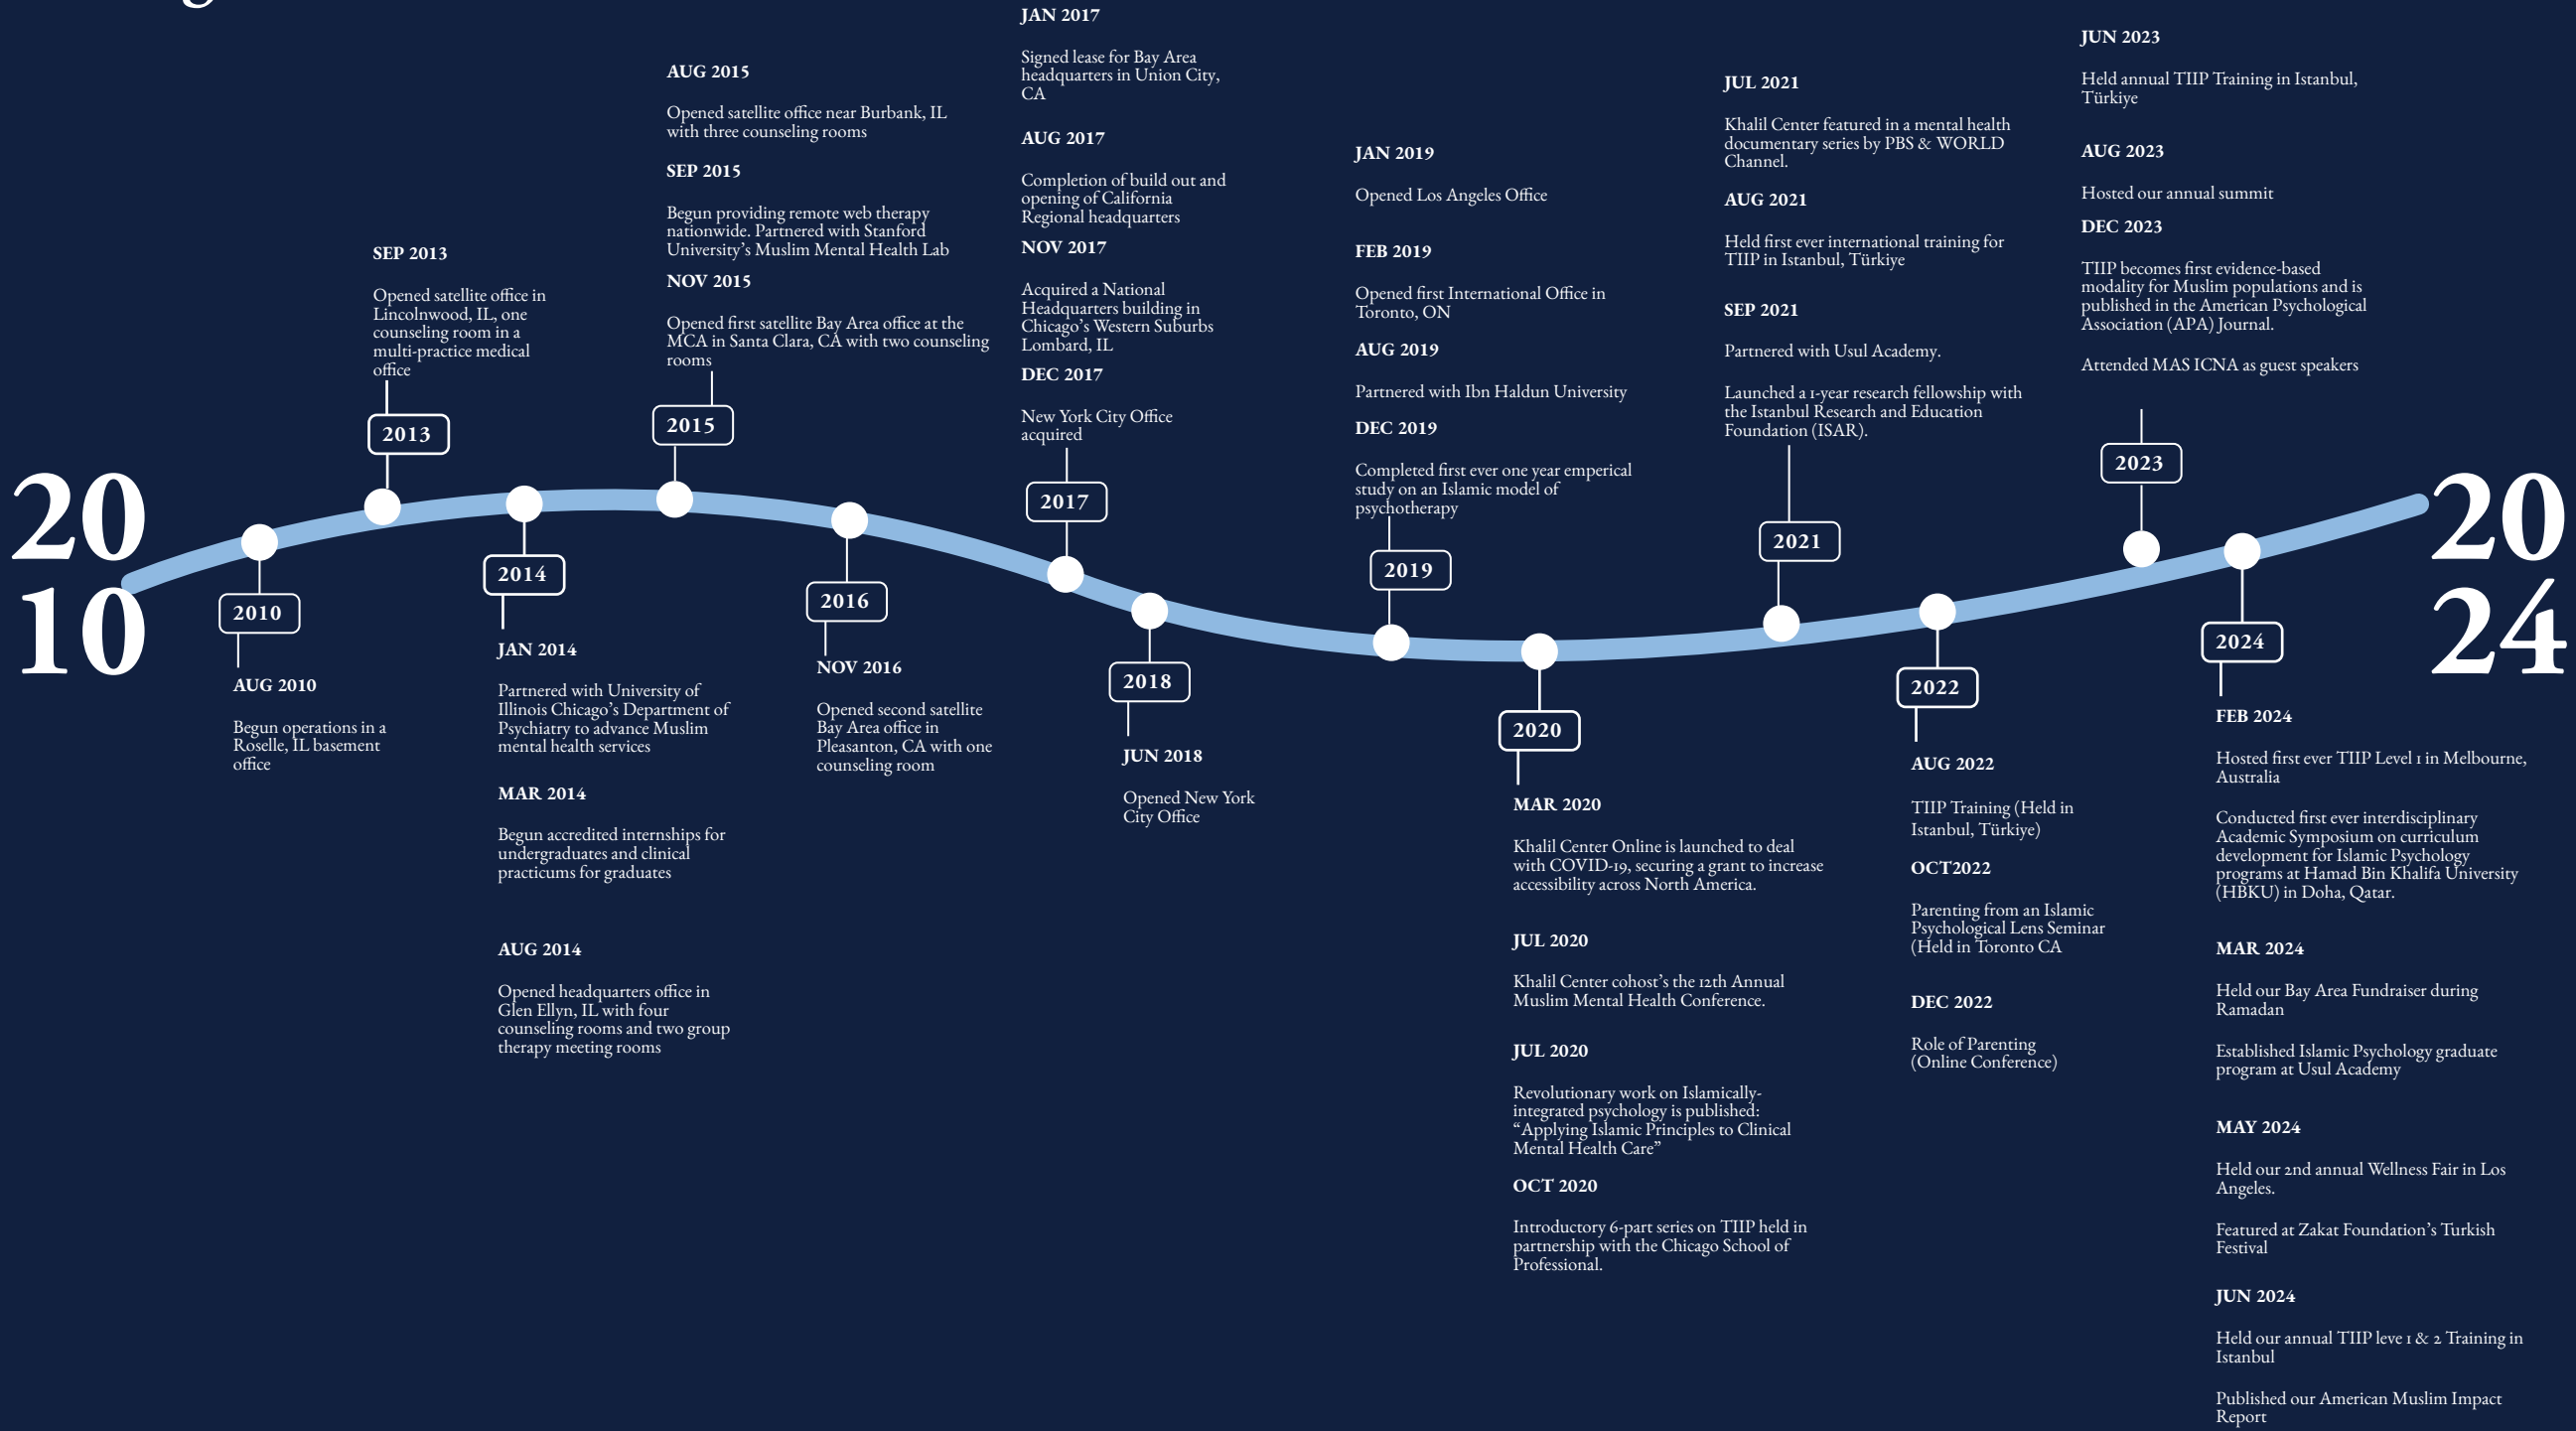 20
10
2010
AUG 2010
Begun operations in a
Roselle, IL basement
office
SEP 2013
Opened satellite office in
Lincolnwood, IL, one
counseling room in a
multi-practice medical
office
2013
2014
JAN 2014
Partnered with University of
Illinois Chicago's Department of
Psychiatry to advance Muslim
mental health services
MAR 2014
Begun accredited internships for
undergraduates and clinical
practicums for graduates
AUG 2014
Opened headquarters office in
Glen Ellyn, IL with four
counseling rooms and two group
therapy meeting rooms
AUG 2015
Opened satellite office near Burbank, IL
with three counseling rooms
SEP 2015
Begun providing remote web therapy
nationwide. Partnered with Stanford
University's Muslim Mental Health Lab
NOV 2015
Opened first satellite Bay Area office at the
MCA in Santa Clara, CA with two counseling
rooms
2015
2016
NOV 2016
Opened second satellite
Bay Area office in
Pleasanton, CA with one
counseling room
JAN 2017
Signed lease for Bay Area
headquarters in Union City,
CA
AUG 2017
Completion of build out and
opening of California
Regional headquarters
NOV 2017
Acquired a National
Headquarters building in
Chicago's Western Suburbs
Lombard, IL
DEC 2017
New York City Office
acquired
2017
2018
JUN 2018
Opened New York
City Office
JAN 2019
Opened Los Angeles Office
FEB 2019
Opened first International Office in
Toronto, ON
AUG 2019
Partnered with Ibn Haldun University
DEC 2019
Completed first ever one year emperical
study on an Islamic model of
psychotherapy
2019
2020
MAR 2020
Khalil Center Online is launched to deal
with COVID-19, securing a grant to increase
accessibility across North America.
JUL 2020
Khalil Center cohost's the 12th Annual
Muslim Mental Health Conference.
JUL 2020
Revolutionary work on Islamically-
integrated psychology is published:
“Applying Islamic Principles to Clinical
Mental Health Care”
OCT 2020
Introductory 6-part series on TIIP held in
partnership with the Chicago School of
Professional.
JUL 2021
Khalil Center featured in a mental health
documentary series by PBS & WORLD
Channel.
AUG 2021
Held first ever international training for
TIIP in Istanbul, Türkiye
SEP 2021
Partnered with Usul Academy.
Launched a 1-year research fellowship with
the Istanbul Research and Education
Foundation (ISAR).
2021
2022
AUG 2022
TIIP Training (Held in
Istanbul, Türkiye)
OCT2022
Parenting from an Islamic
Psychological Lens Seminar
(Held in Toronto CA
DEC 2022
Role of Parenting
(Online Conference)
JUN 2023
Held annual TIIP Training in Istanbul,
Türkiye
AUG 2023
Hosted our annual summit
DEC 2023
TIIP becomes first evidence-based
modality for Muslim populations and is
published in the American Psychological
Association (APA) Journal.
Attended MAS ICNA as guest speakers
2023
2024
FEB 2024
Hosted first ever TIIP Level 1 in Melbourne,
Australia
Conducted first ever interdisciplinary
Academic Symposium on curriculum
development for Islamic Psychology
programs at Hamad Bin Khalifa University
(HBKU) in Doha, Qatar.
MAR 2024
Held our Bay Area Fundraiser during
Ramadan
Established Islamic Psychology graduate
program at Usul Academy
MAY 2024
Held our 2nd annual Wellness Fair in Los
Angeles.
Featured at Zakat Foundation's Turkish
Festival
JUN 2024
Held our annual TIIP leve 1 & 2 Training in
Istanbul
Published our American Muslim Impact
Report
20
24